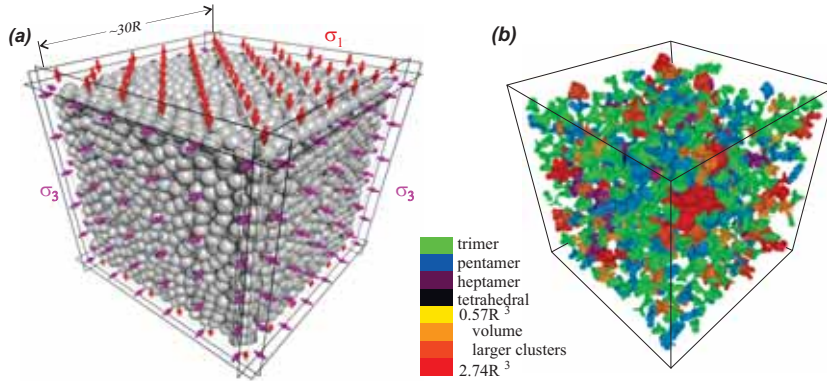 (a)
~30R
σ1
σ3
σ3
(b)
trimer
pentamer
heptamer
tetrahedral
0.57R 3
volume
larger clusters
2.74R 3